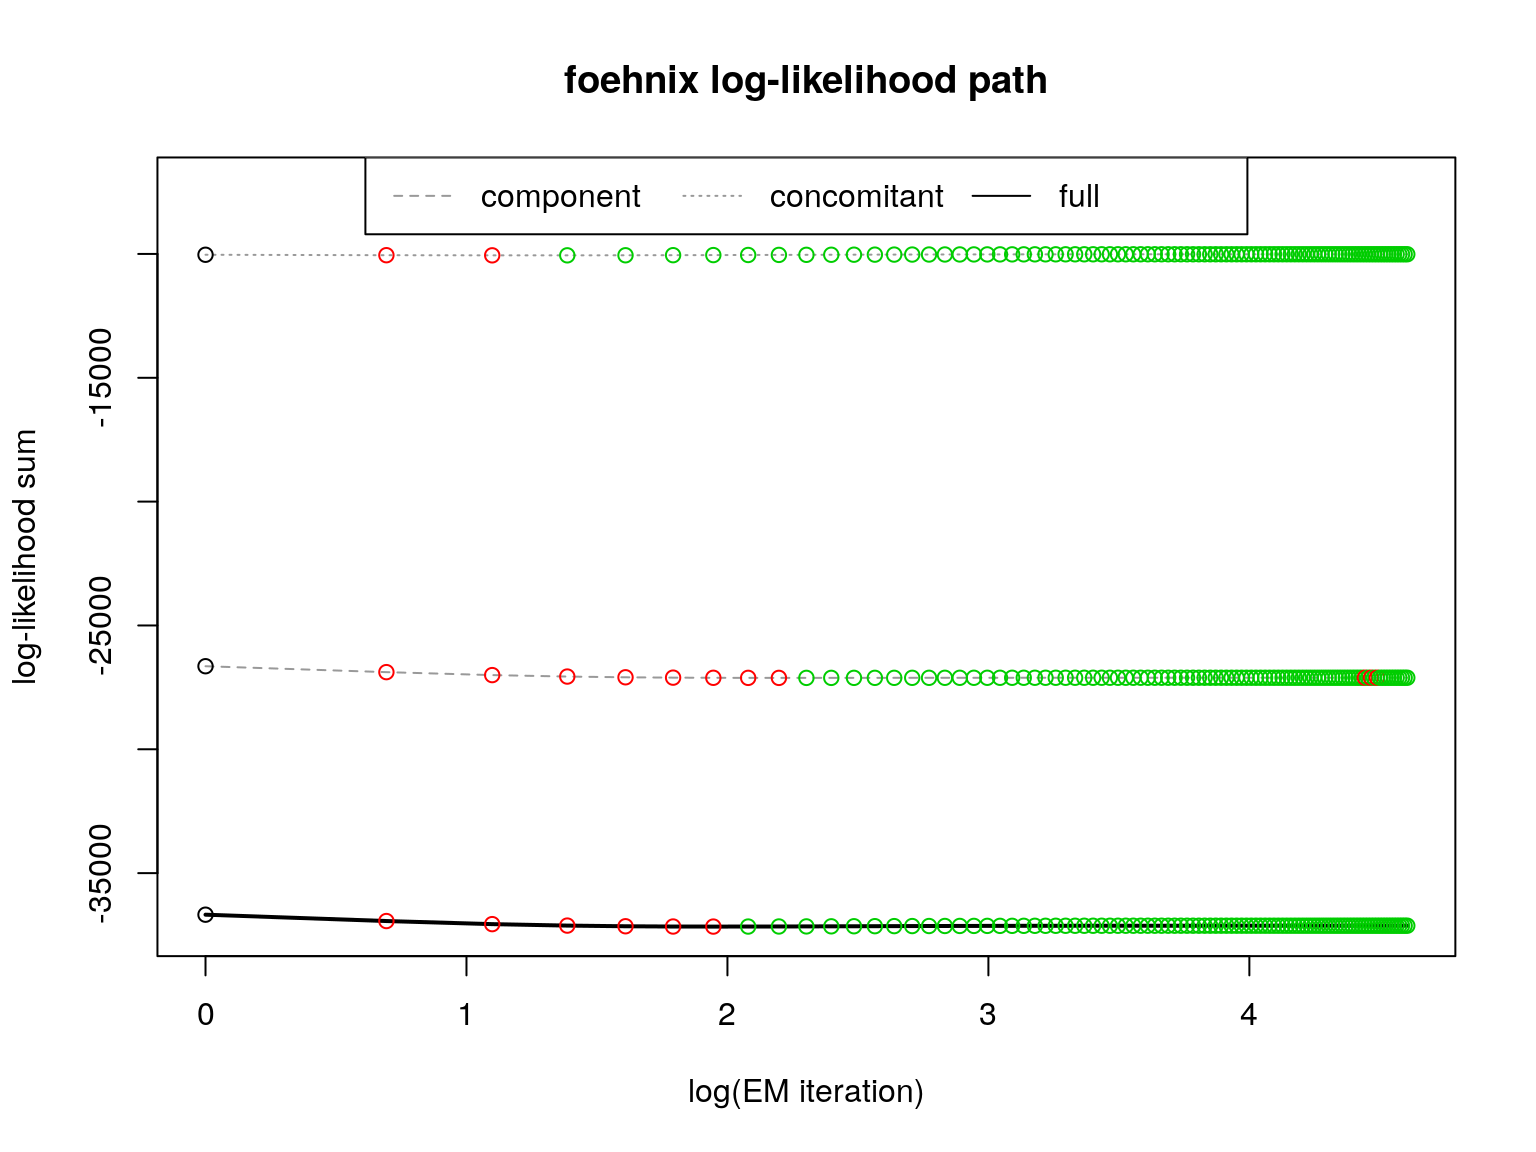 foehnix log-likelihood path
component concomitant full
log-likelihood sum
-15000
-25000
-35000
0 1 2 3 4
log(EM iteration)